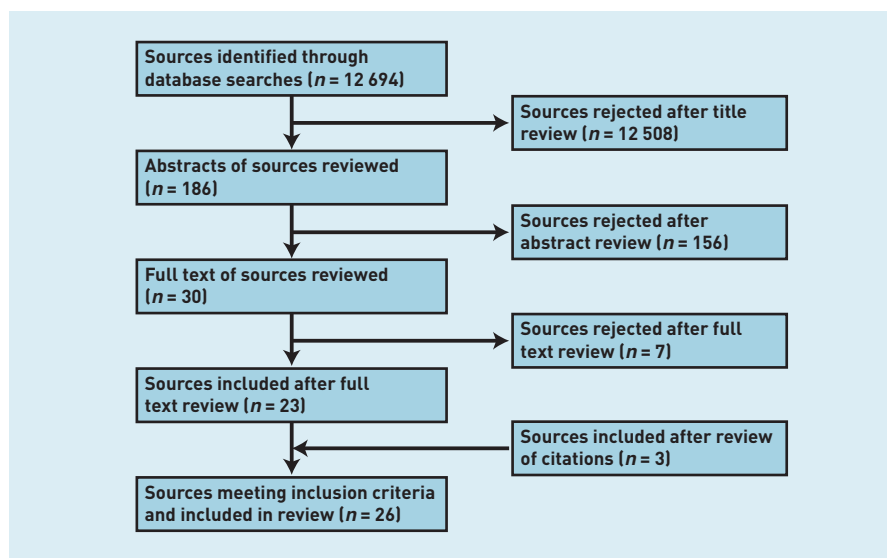 Sources identified through
database searches (n = 12 694)
Sources rejected after title
review (n = 12 508)
Abstracts of sources reviewed
(n = 186)
Sources rejected after
abstract review (n = 156)
Full text of sources reviewed
(n = 30)
Sources rejected after full
text review (n = 7)
Sources included after full
text review (n = 23)
Sources included after review
of citations (n = 3)
Sources meeting inclusion criteria
and included in review (n = 26)